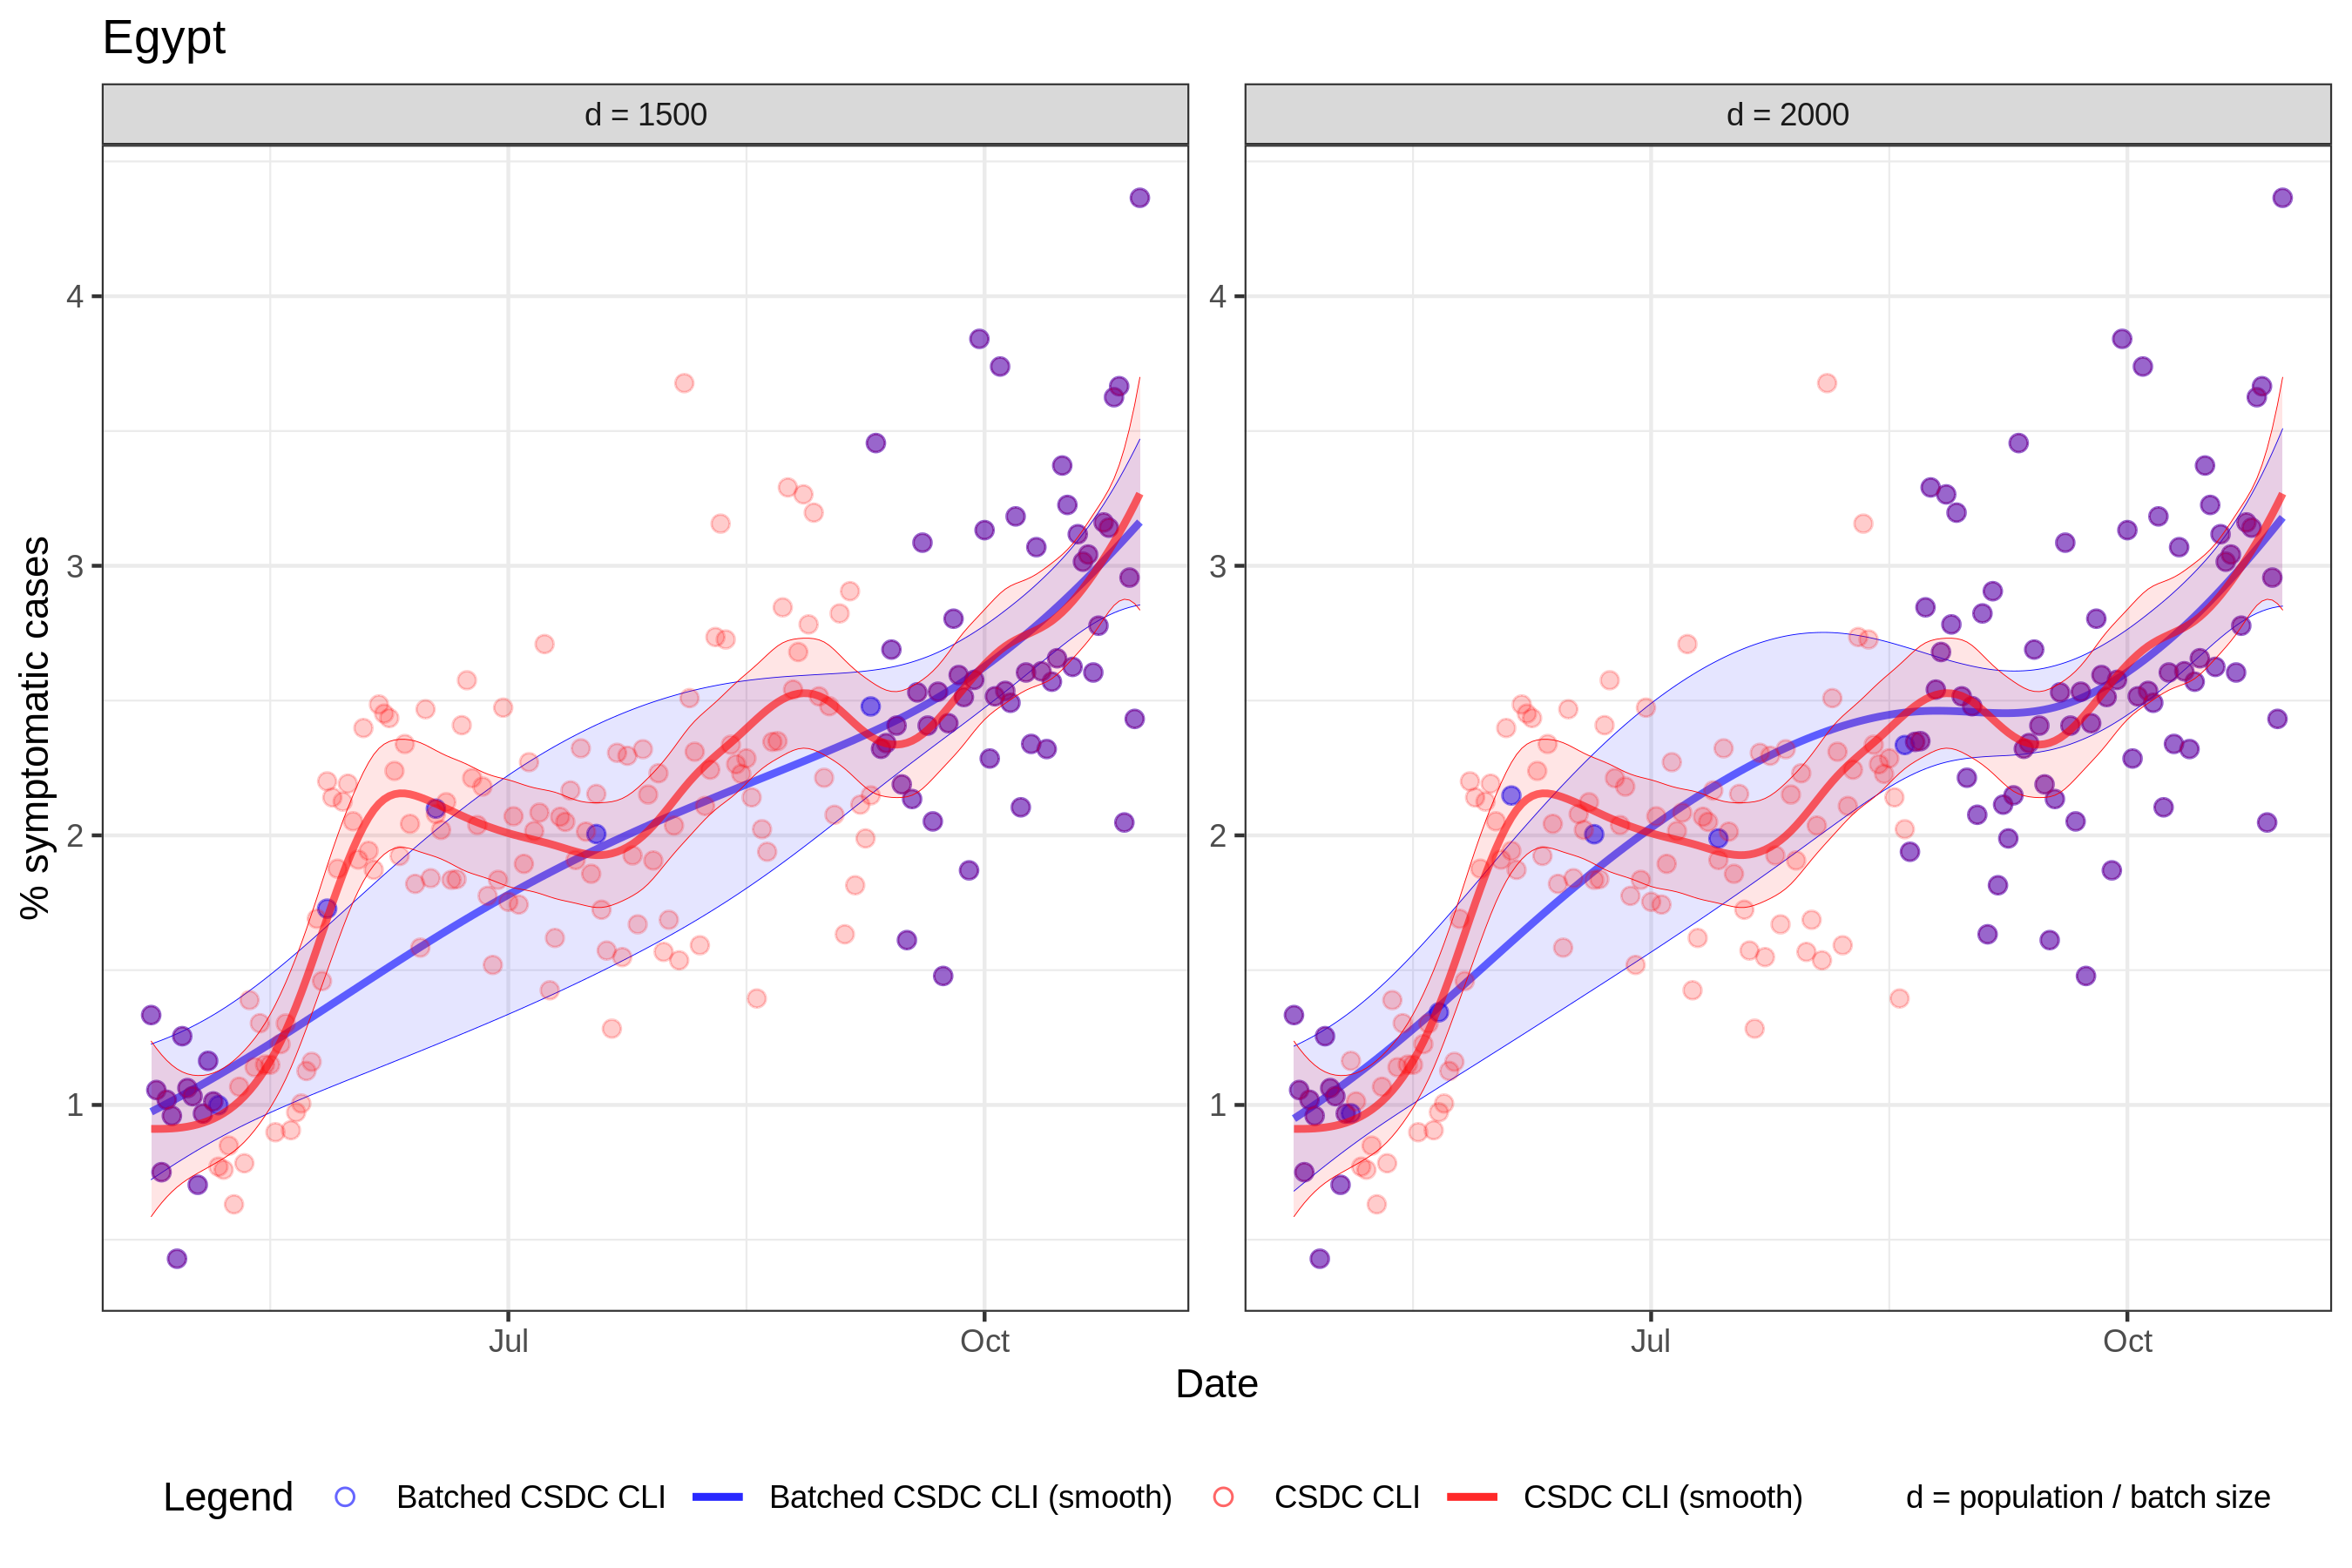 Egypt
d = 1500
d = 2000
% symptomatic cases
4
3
2
1
4
3
2
1
Jul
Oct
Jul
Oct
Date
Legend
Batched CSDC CLI
Batched CSDC CLI (smooth)
CSDC CLI
CSDC CLI (smooth)
d = population / batch size